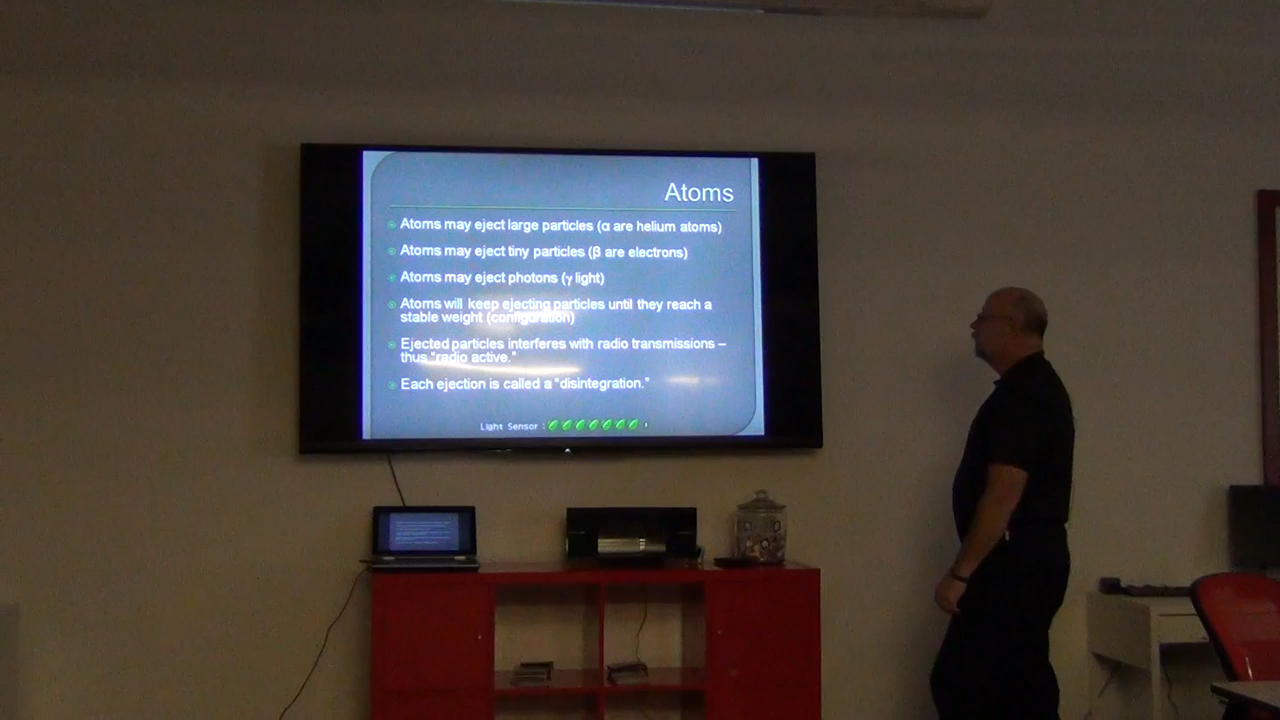 Atoms
Atoms may eject large particles (α are helium atoms)
Atoms may eject tiny particles (β are electrons)
Atoms may eject photons (γ light)
Atoms will keep ejecting particles until they reach a
stable weight (configuration)
Ejected particles interferes with radio transmissions –
thus "radio active."
Each ejection is called a "disintegration."
Light Sensor :